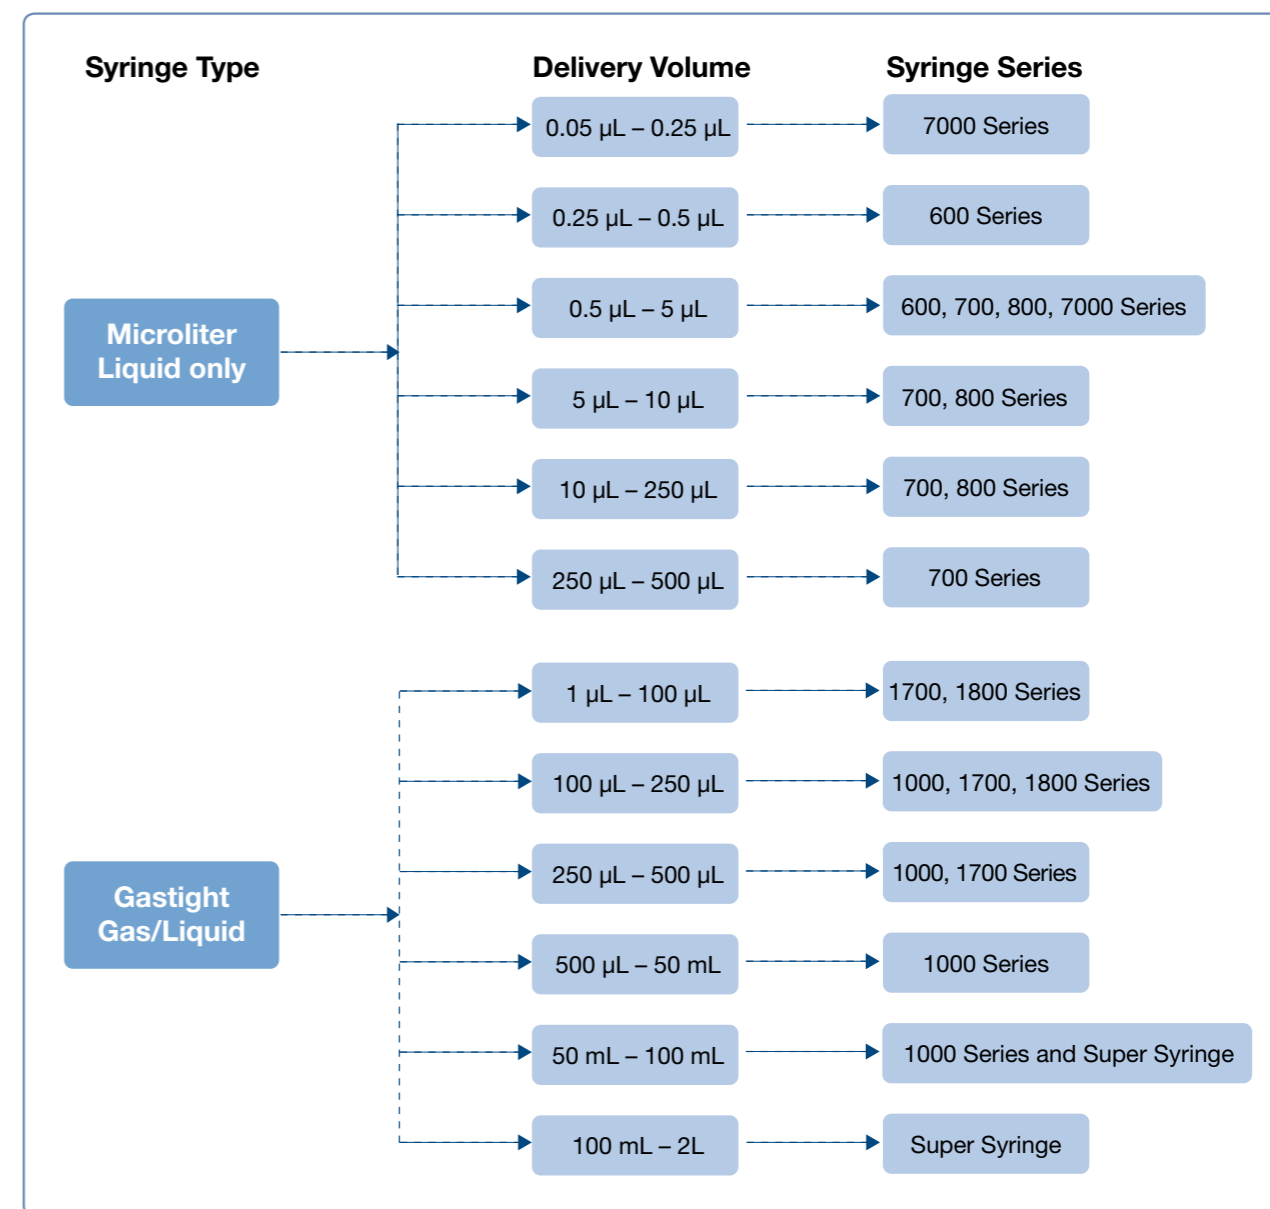 Syringe Type
Delivery Volume
Syringe Series
Microliter
Liquid only
0.05 µL – 0.25 µL
7000 Series
0.25 µL – 0.5 µL
600 Series
0.5 µL – 5 µL
600, 700, 800, 7000 Series
5 µL – 10 µL
700, 800 Series
10 µL – 250 µL
700, 800 Series
250 µL – 500 µL
700 Series
Gastight
Gas/Liquid
1 µL – 100 µL
1700, 1800 Series
100 µL – 250 µL
1000, 1700, 1800 Series
250 µL – 500 µL
1000, 1700 Series
500 µL – 50 mL
1000 Series
50 mL – 100 mL
1000 Series and Super Syringe
100 mL – 2L
Super Syringe